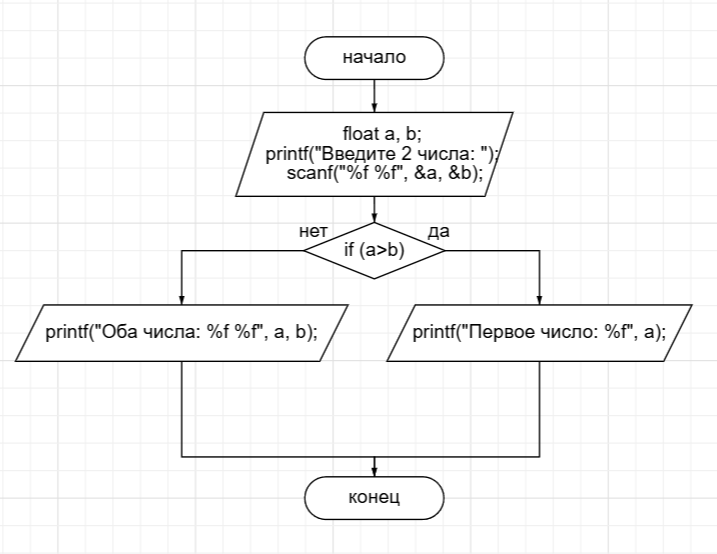 начало
float a, b;
printf("Введите 2 числа: ");
scanf("%f %f", &a, &b);
нет
да
if (a>b)
printf("Оба числа: %f %f", a, b);
printf("Первое число: %f", a);
конец